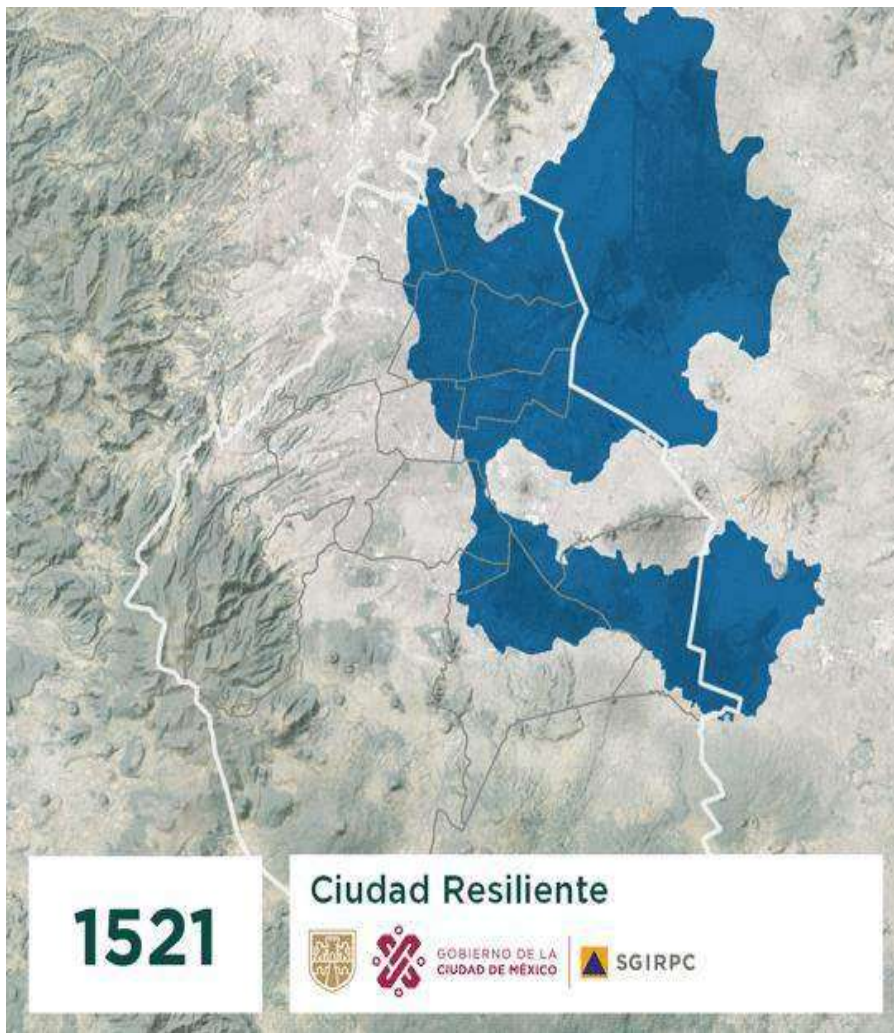 1521
Ciudad Resiliente
GOBIERNO DE LA
CIUDAD DE MÉXICO
SGIRPC